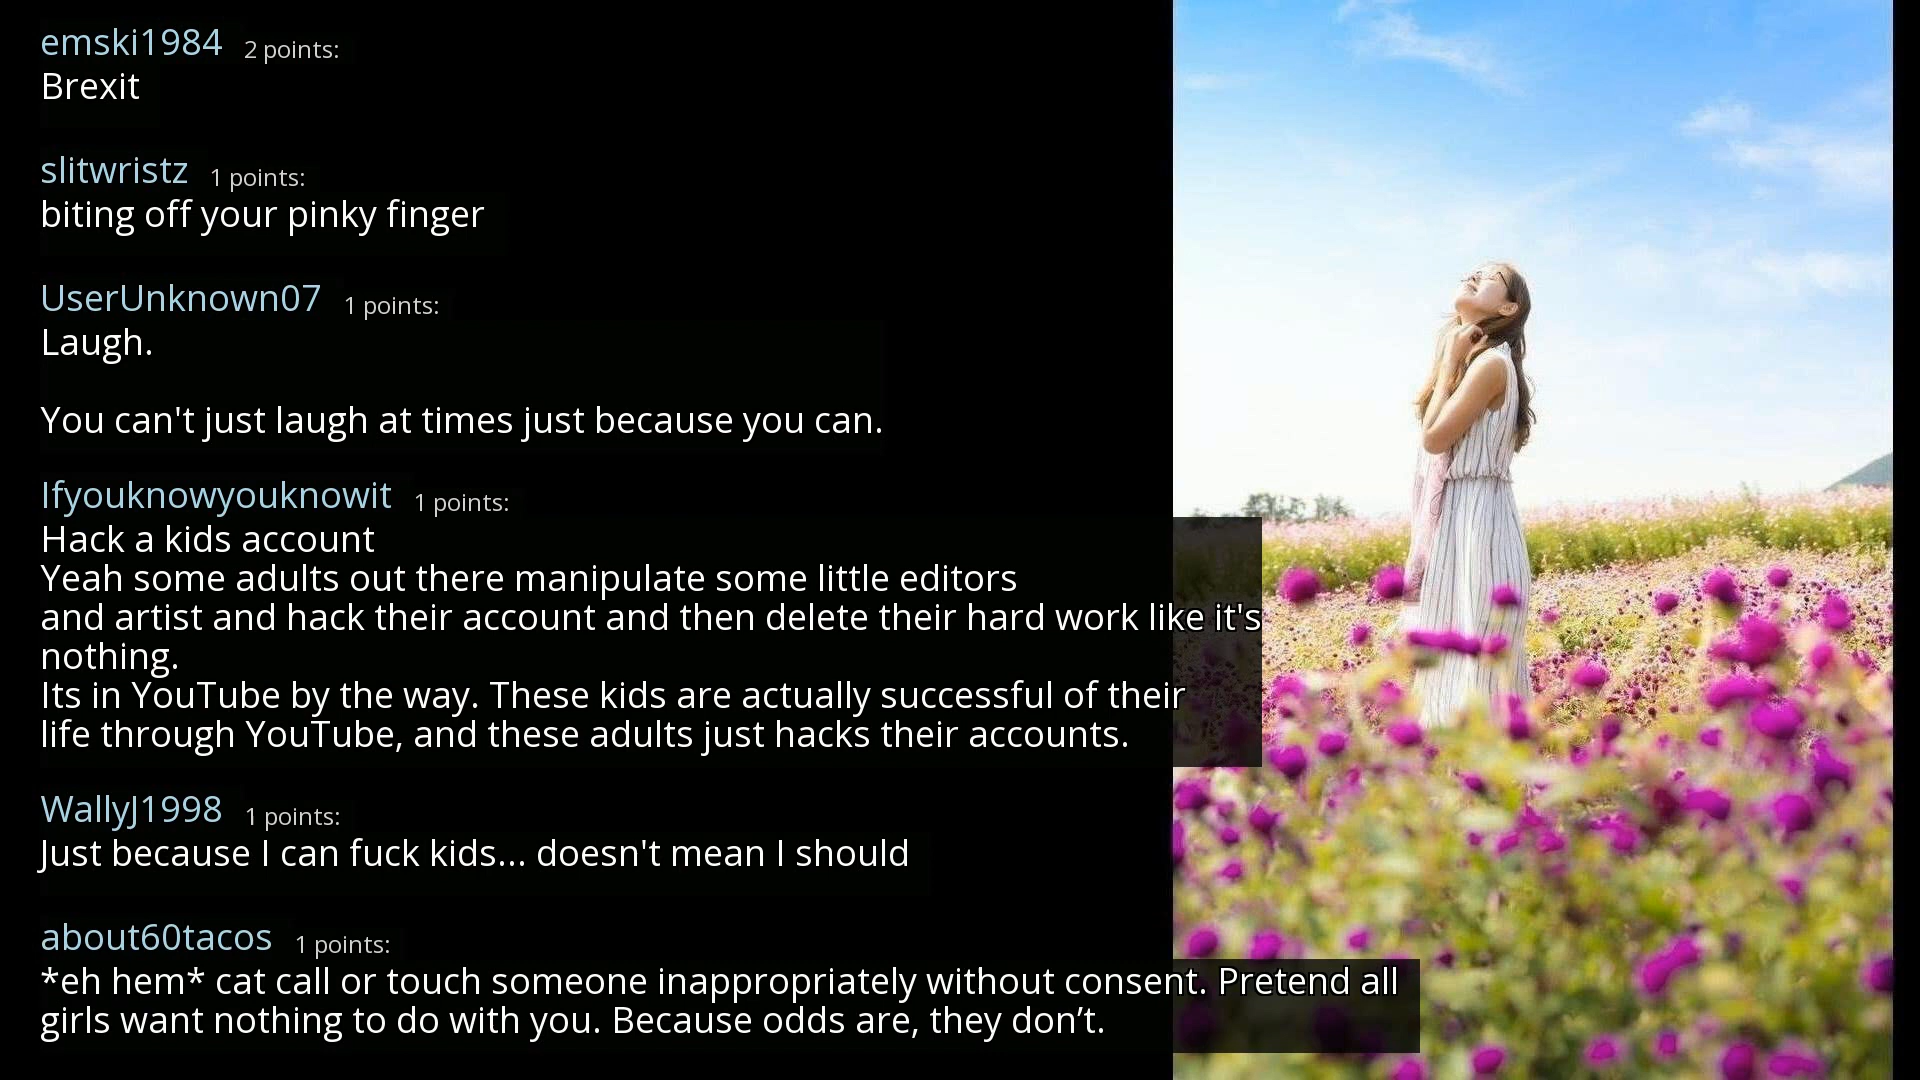 emski1984 2 points:
Brexit
slitwristz 1 points:
biting off your pinky finger
UserUnknown07 1 points:
Laugh.
You can't just laugh at times just because you can.
Ifyouknowyouknowit 1 points:
Hack a kids account
Yeah some adults out there manipulate some little editors
and artist and hack their account and then delete their hard work like it's
nothing.
Its in YouTube by the way. These kids are actually successful of their
life through YouTube, and these adults just hacks their accounts.
WallyJ1998 1 points:
Just because I can fuck kids... doesn't mean I should
about60tacos 1 points:
*eh hem* cat call or touch someone inappropriately without consent. Pretend all
girls want nothing to do with you. Because odds are, they don’t.